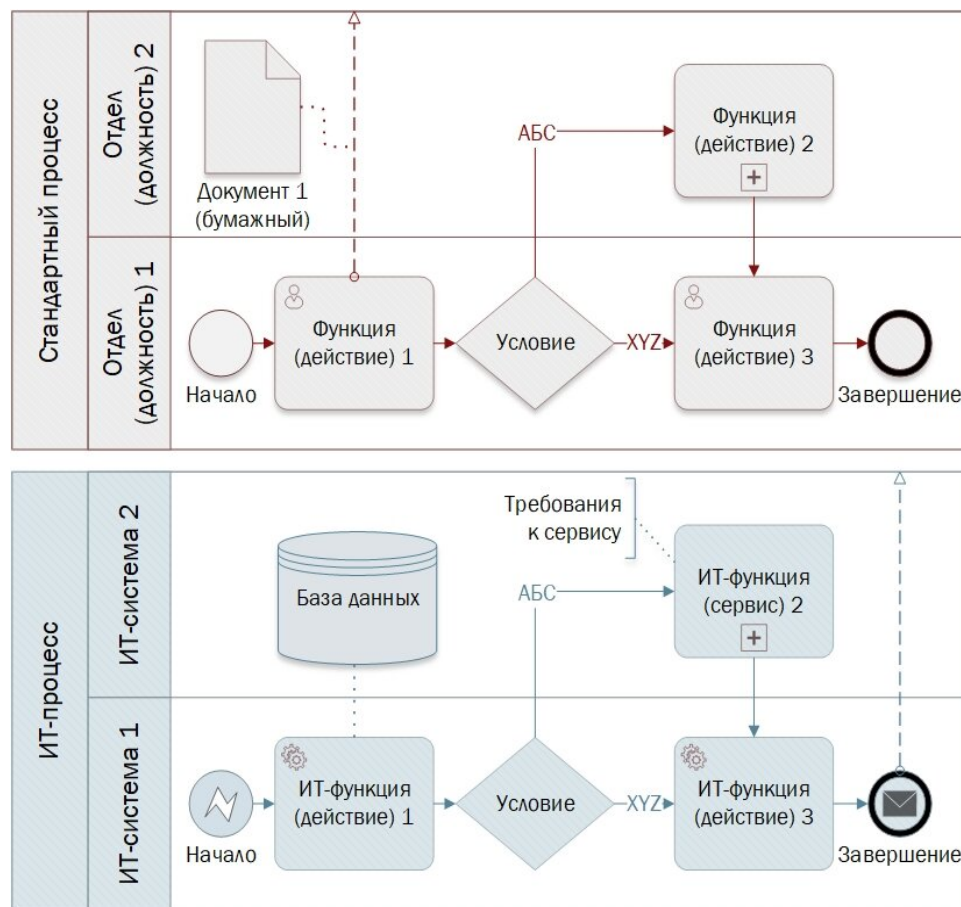 Стандартный процесс
Отдел
(должность) 2
Документ 1
(бумажный)
АБС
Функция
(действие) 2
Отдел
(должность) 1
Начало
Функция
(действие) 1
Условие
XYZ
Функция
(действие) 3
Завершение
ИТ-процесс
ИТ-система 2
База данных
Требования
к сервису
АБС
ИТ-функция
(сервис) 2
ИТ-система 1
Начало
ИТ-функция
(действие) 1
Условие
XYZ
ИТ-функция
(действие) 3
Завершение